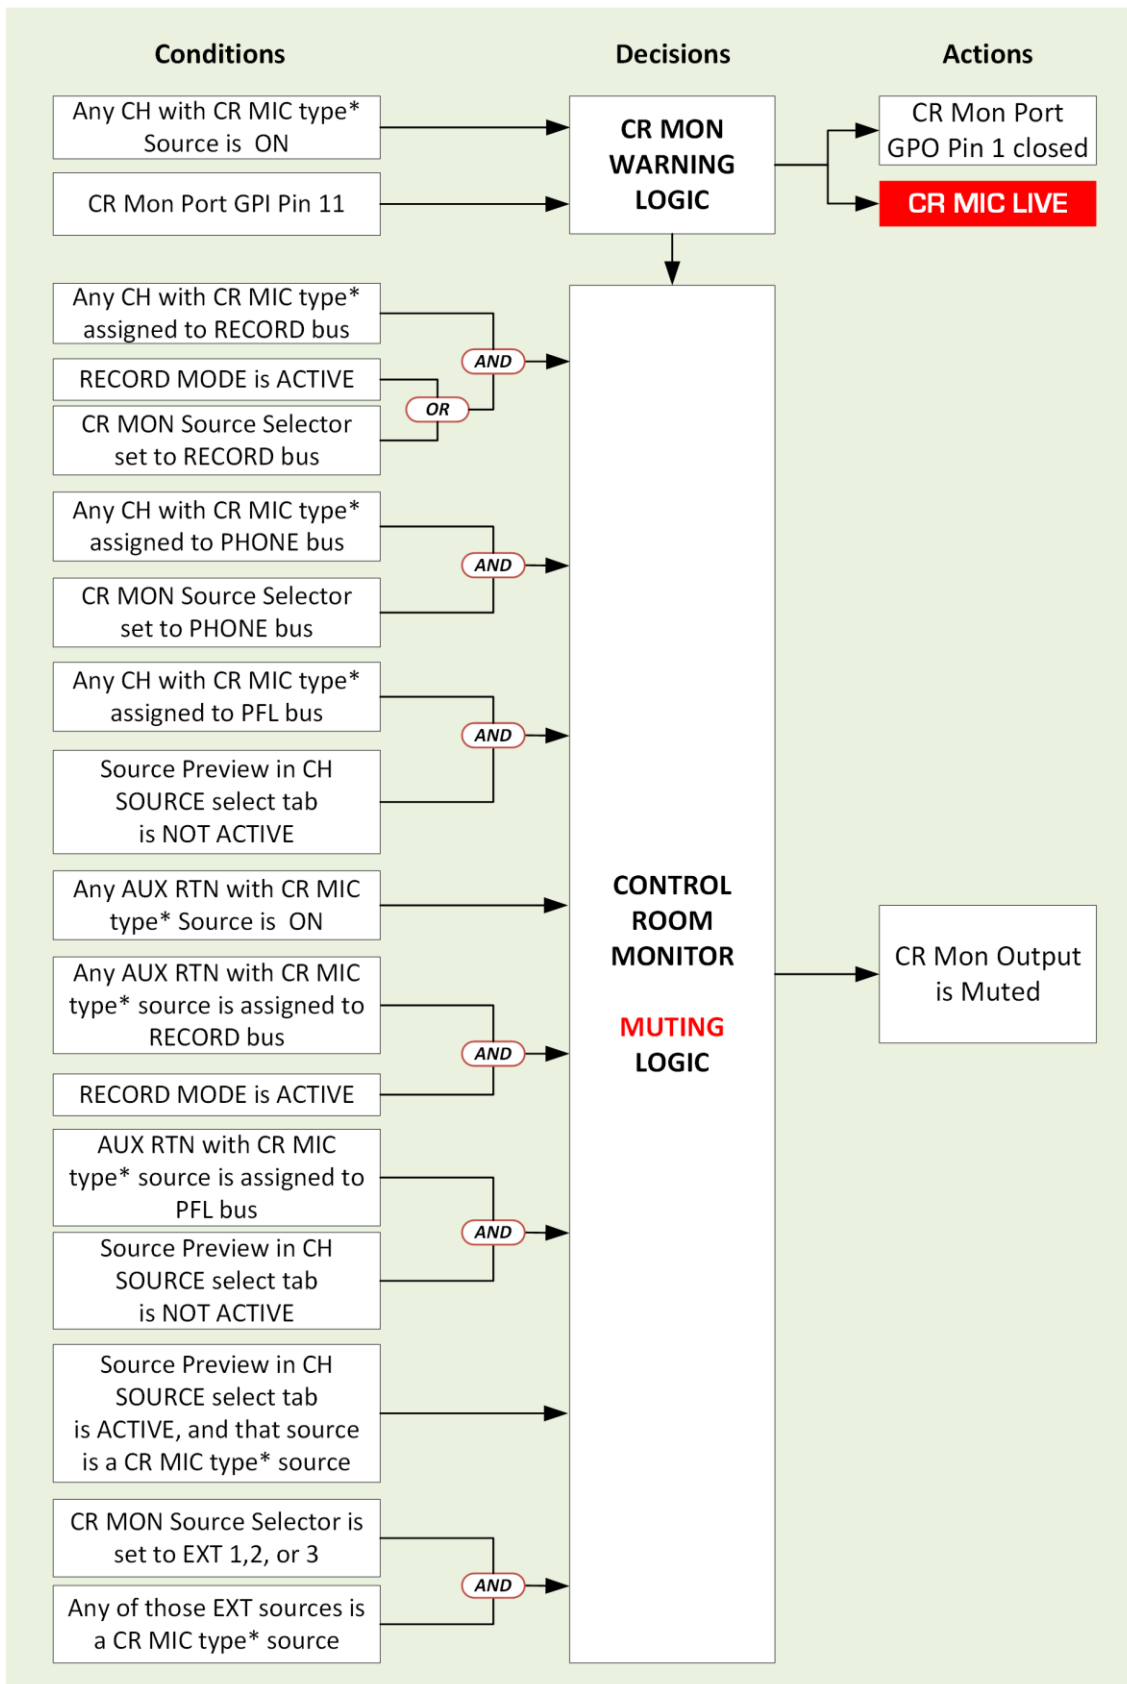 Conditions
Decisions
Actions
Any CH with CR MIC type*
Source is  ON
CR Mon Port GPI Pin 11
CR MON
WARNING
LOGIC
CR Mon Port
GPO Pin 1 closed
CR MIC LIVE
Any CH with CR MIC type*
assigned to RECORD bus
RECORD MODE is ACTIVE
CR MON Source Selector
set to RECORD bus
OR
AND
Any CH with CR MIC type*
assigned to PHONE bus
CR MON Source Selector
set to PHONE bus
AND
Any CH with CR MIC type*
assigned to PFL bus
Source Preview in CH
SOURCE select tab
is NOT ACTIVE
AND
Any AUX RTN with CR MIC
type* Source is  ON
Any AUX RTN with CR MIC
type* source is assigned to
RECORD bus
RECORD MODE is ACTIVE
AND
AUX RTN with CR MIC
type* source is assigned to
PFL bus
Source Preview in CH
SOURCE select tab
is NOT ACTIVE
AND
Source Preview in CH
SOURCE select tab
is ACTIVE, and that source
is a CR MIC type* source
CR MON Source Selector is
set to EXT 1,2, or 3
Any of those EXT sources is
a CR MIC type* source
AND
CONTROL
ROOM
MONITOR
MUTING
LOGIC
CR Mon Output
is Muted